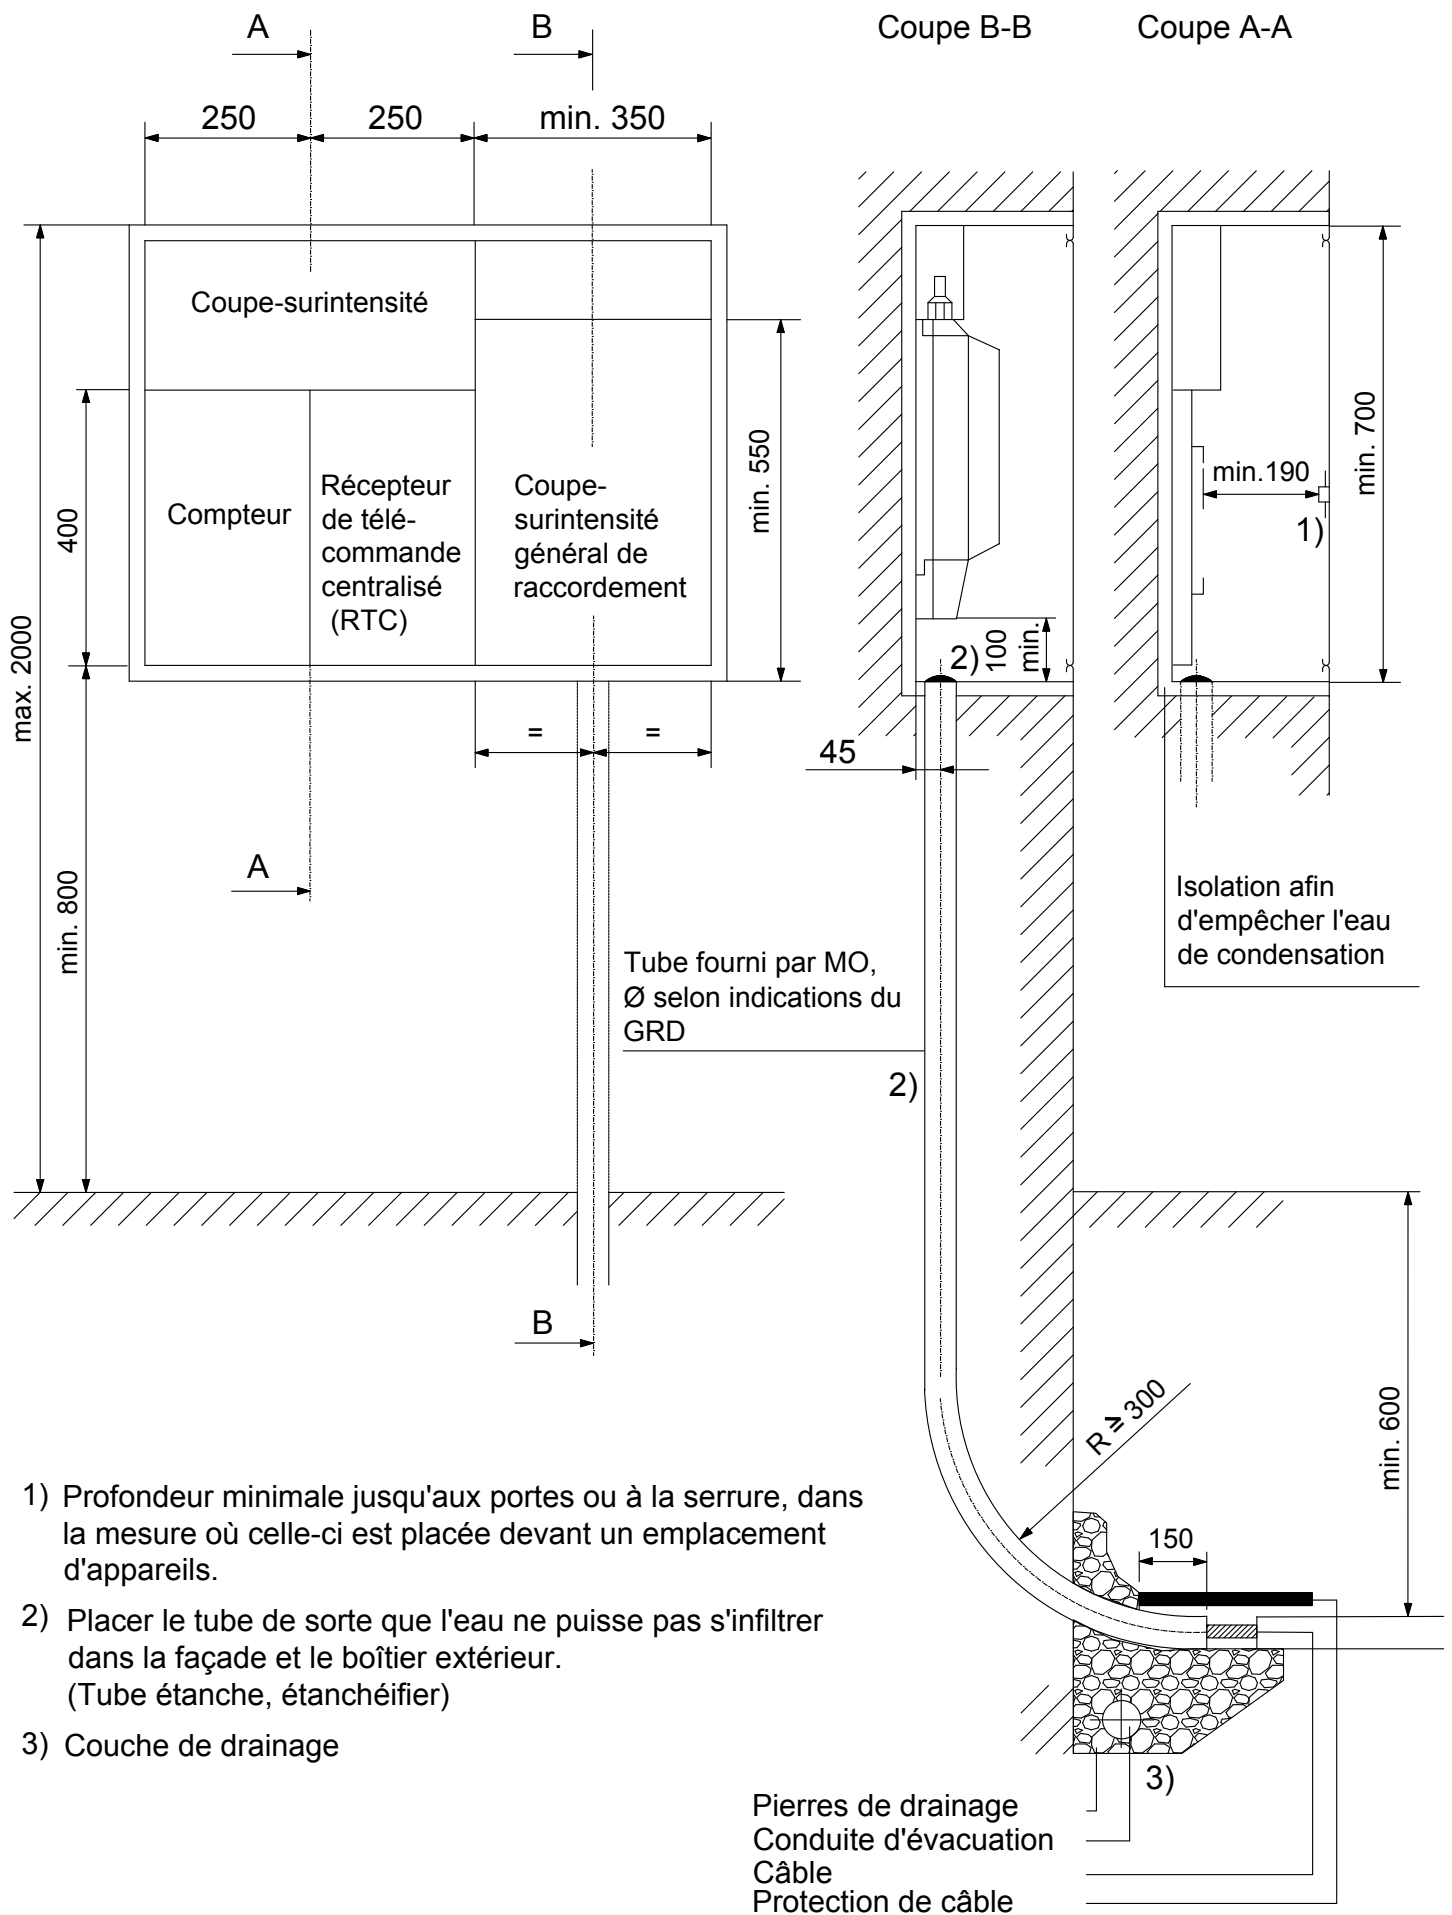 A
B
Coupe B-B
Coupe A-A
250
250
min. 350
Coupe-surintensité
400
max. 2000
Compteur
Récepteur
de télé-
commande
centralisé
(RTC)
Coupe-
surintensité
général de
raccordement
min. 550
min. 700
min.190
1)
2)
100
min.
=
=
45
A
min. 800
Isolation afin
d'empêcher l'eau
de condensation
Tube fourni par MO,
Ø selon indications du
GRD
2)
B
R ≥ 300
min. 600
150
1) Profondeur minimale jusqu'aux portes ou à la serrure, dans
la mesure où celle-ci est placée devant un emplacement
d'appareils.
2) Placer le tube de sorte que l'eau ne puisse pas s'infiltrer
dans la façade et le boîtier extérieur.
(Tube étanche, étanchéifier)
3) Couche de drainage
3)
Pierres de drainage
Conduite d'évacuation
Câble
Protection de câble